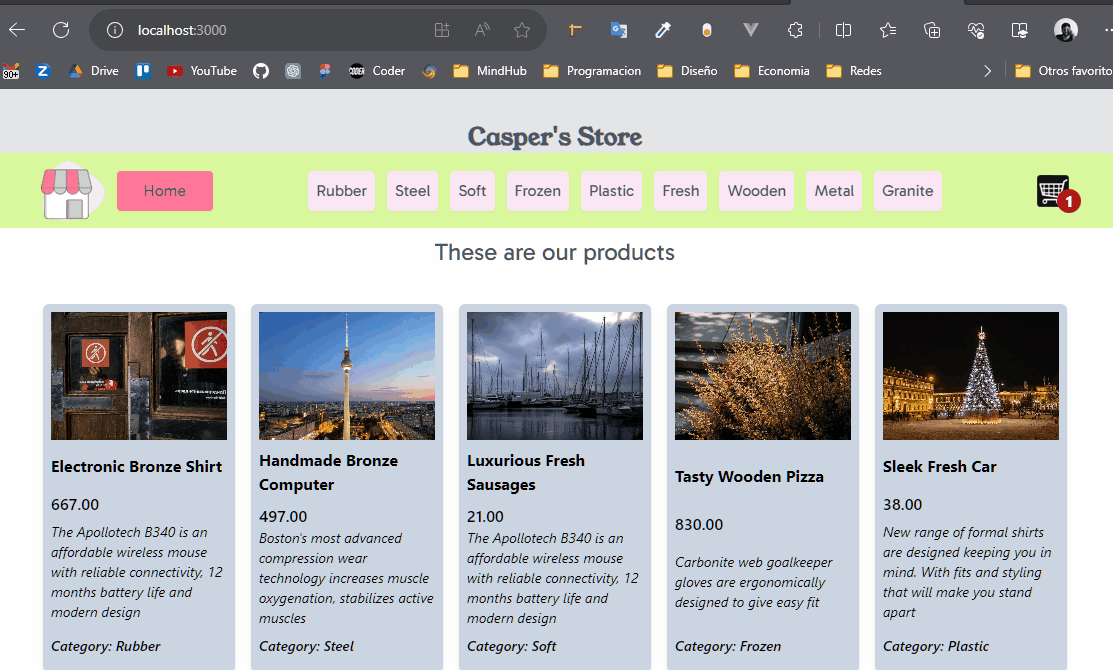 localhost:3000
90+
Z
Drive
YouTube
CODER
Coder
MindHub
Programacion
Diseño
Economia
Redes
Otros favorito
Casper's Store
Home
Rubber
Steel
Soft
Frozen
Plastic
Fresh
Wooden
Metal
Granite
1
These are our products
Electronic Bronze Shirt
667.00
The Apollotech B340 is an
affordable wireless mouse
with reliable connectivity, 12
months battery life and
modern design
Category: Rubber
Handmade Bronze
Computer
497.00
Boston's most advanced
compression wear
technology increases muscle
oxygenation, stabilizes active
muscles
Category: Steel
Luxurious Fresh
Sausages
21.00
The Apollotech B340 is an
affordable wireless mouse
with reliable connectivity, 12
months battery life and
modern design
Category: Soft
Tasty Wooden Pizza
830.00
Carbonite web goalkeeper
gloves are ergonomically
designed to give easy fit
Category: Frozen
Sleek Fresh Car
38.00
New range of formal shirts
are designed keeping you in
mind. With fits and styling
that will make you stand
apart
Category: Plastic